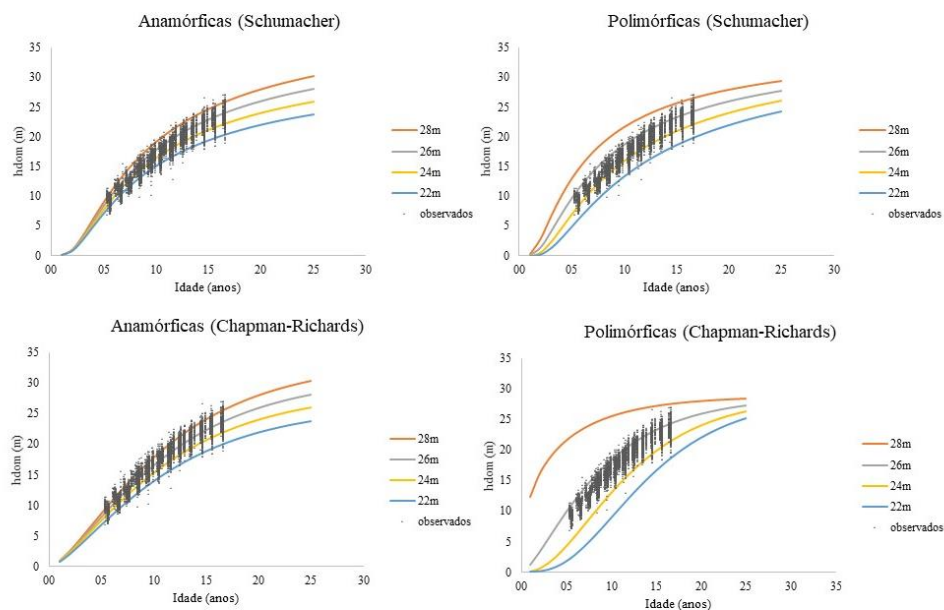 Anamórficas (Schumacher)
35
30
25
20
15
10
5
0
hdom (m)
00 05 10 15 20 25 30
Idade (anos)
28m
26m
24m
22m
observados
Polimórficas (Schumacher)
35
30
25
20
15
10
5
0
hdom (m)
00 05 10 15 20 25 30
Idade (anos)
28m
26m
24m
22m
observados
Anamórficas (Chapman-Richards)
35
30
25
20
15
10
5
0
hdom (m)
00 05 10 15 20 25 30
Idade (anos)
28m
26m
24m
22m
observados
Polimórficas (Chapman-Richards)
35
30
25
20
15
10
5
0
hdom (m)
00 05 10 15 20 25 30 35
Idade (anos)
28m
26m
24m
22m
observados